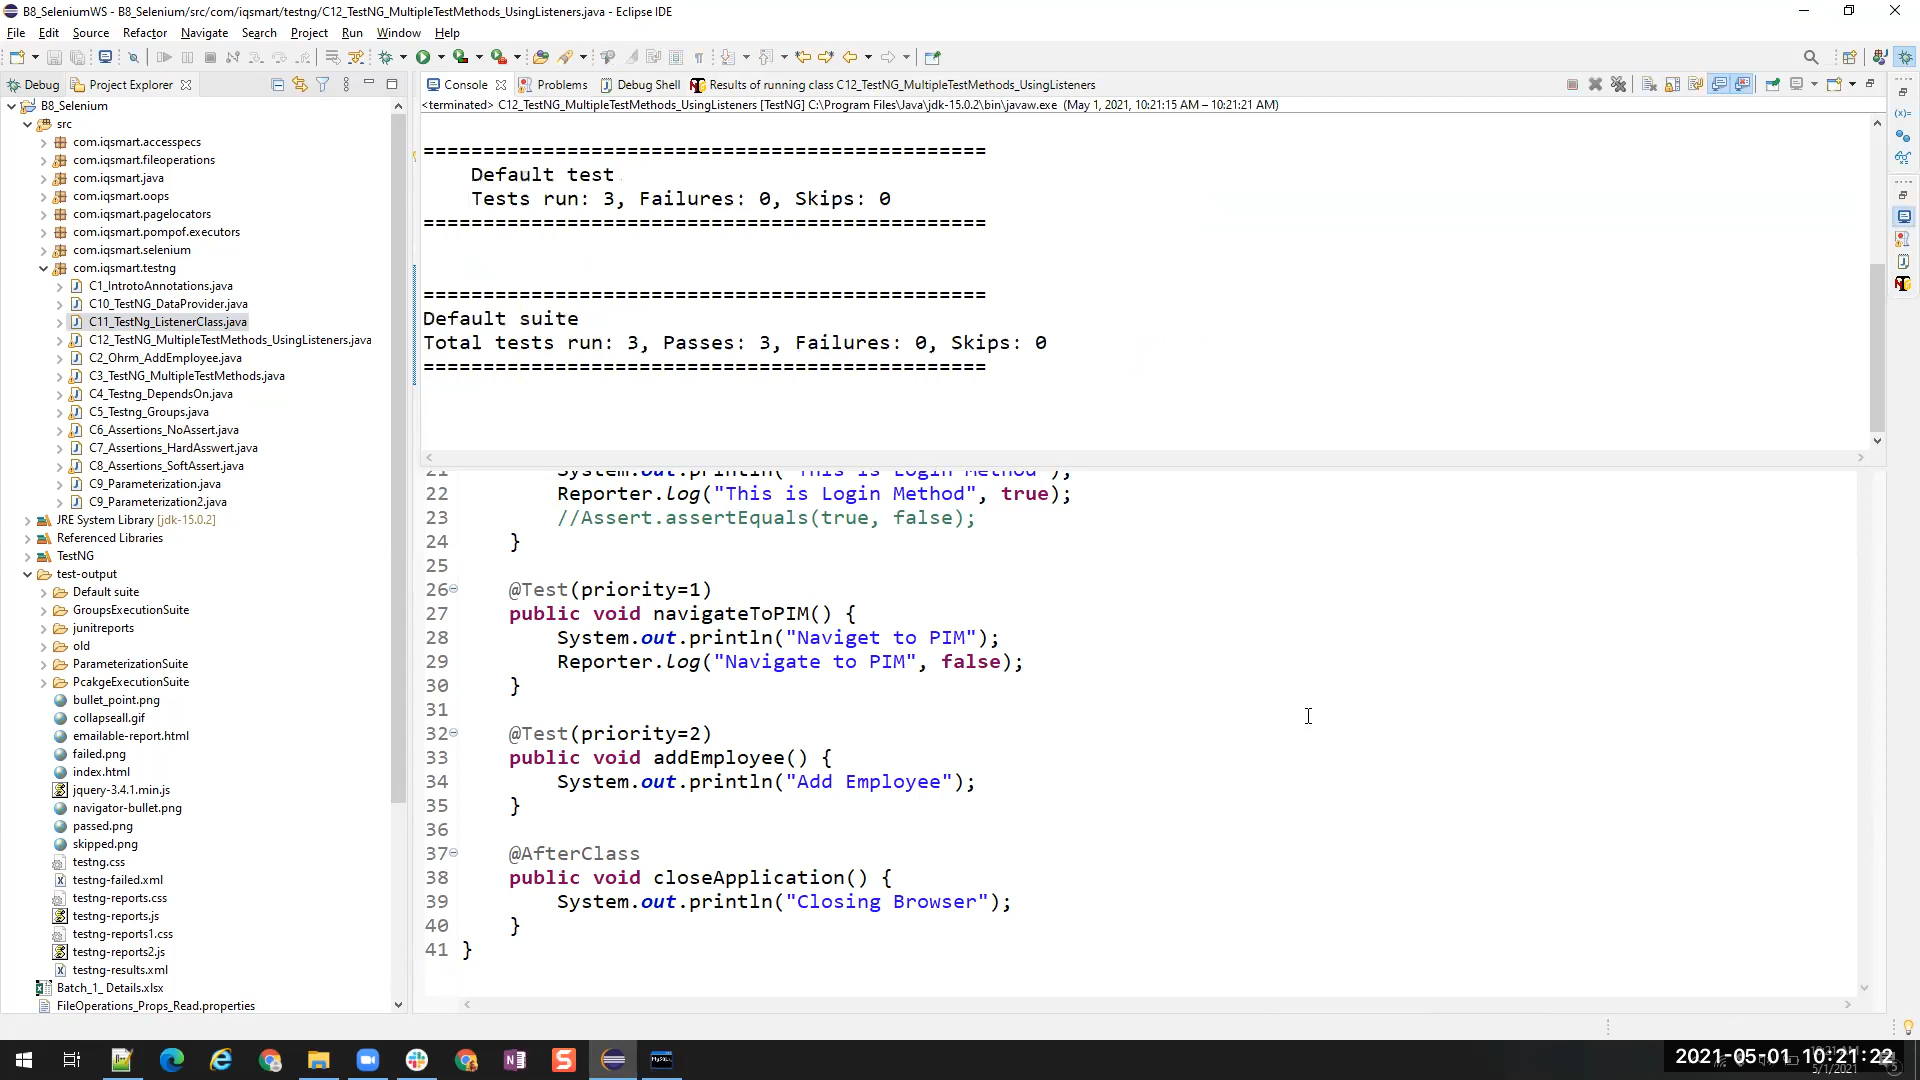 B8_SeleniumWS - B8_Selenium/src/com/iqsmart/testng/C12_TestNG_MultipleTestMethods_UsingListeners.java - Eclipse IDE
File Edit Source Refactor Navigate Search Project Run Window Help
Debug Project Explorer
Console Problems Debug Shell Results of running class C12_TestNG_MultipleTestMethods_UsingListeners
<terminated> C12_TestNG_MultipleTestMethods_UsingListeners [TestNG] C:\Program Files\Java\jdk-15.0.2\bin\javaw.exe (May 1, 2021, 10:21:15 AM – 10:21:21 AM)
B8_Selenium
src
com.iqsmart.accesspecs
com.iqsmart.fileoperations
com.iqsmart.java
com.iqsmart.oops
com.iqsmart.pagelocators
com.iqsmart.pompof.executors
com.iqsmart.selenium
com.iqsmart.testng
C1_IntrotoAnnotations.java
C10_TestNG_DataProvider.java
C11_TestNg_ListenerClass.java
C12_TestNG_MultipleTestMethods_UsingListeners.java
C2_Ohrm_AddEmployee.java
C3_TestNG_MultipleTestMethods.java
C4_Testng_DependsOn.java
C5_Testng_Groups.java
C6_Assertions_NoAssert.java
C7_Assertions_HardAsswert.java
C8_Assertions_SoftAssert.java
C9_Parameterization.java
C9_Parameterization2.java
JRE System Library [jdk-15.0.2]
Referenced Libraries
TestNG
test-output
Default suite
GroupsExecutionSuite
junitreports
old
ParameterizationSuite
PcakgeExecutionSuite
bullet_point.png
collapseall.gif
emailable-report.html
failed.png
index.html
jquery-3.4.1.min.js
navigator-bullet.png
passed.png
skipped.png
testng.css
testng-failed.xml
testng-reports.css
testng-reports.js
testng-reports1.css
testng-reports2.js
testng-results.xml
Batch_1_ Details.xlsx
FileOperations_Props_Read.properties
===============================================
Default test
Tests run: 3, Failures: 0, Skips: 0
===============================================
===============================================
Default suite
Total tests run: 3, Passes: 3, Failures: 0, Skips: 0
===============================================
21 System.out.println("This is Login Method");
22 Reporter.log("This is Login Method", true);
23 //Assert.assertEquals(true, false);
24 }
25
26 @Test(priority=1)
27 public void navigateToPIM() {
28 System.out.println("Naviget to PIM");
29 Reporter.log("Navigate to PIM", false);
30 }
31
32 @Test(priority=2)
33 public void addEmployee() {
34 System.out.println("Add Employee");
35 }
36
37 @AfterClass
38 public void closeApplication() {
39 System.out.println("Closing Browser");
40 }
41 }
2021-05-01 10:21:22
5/1/2021